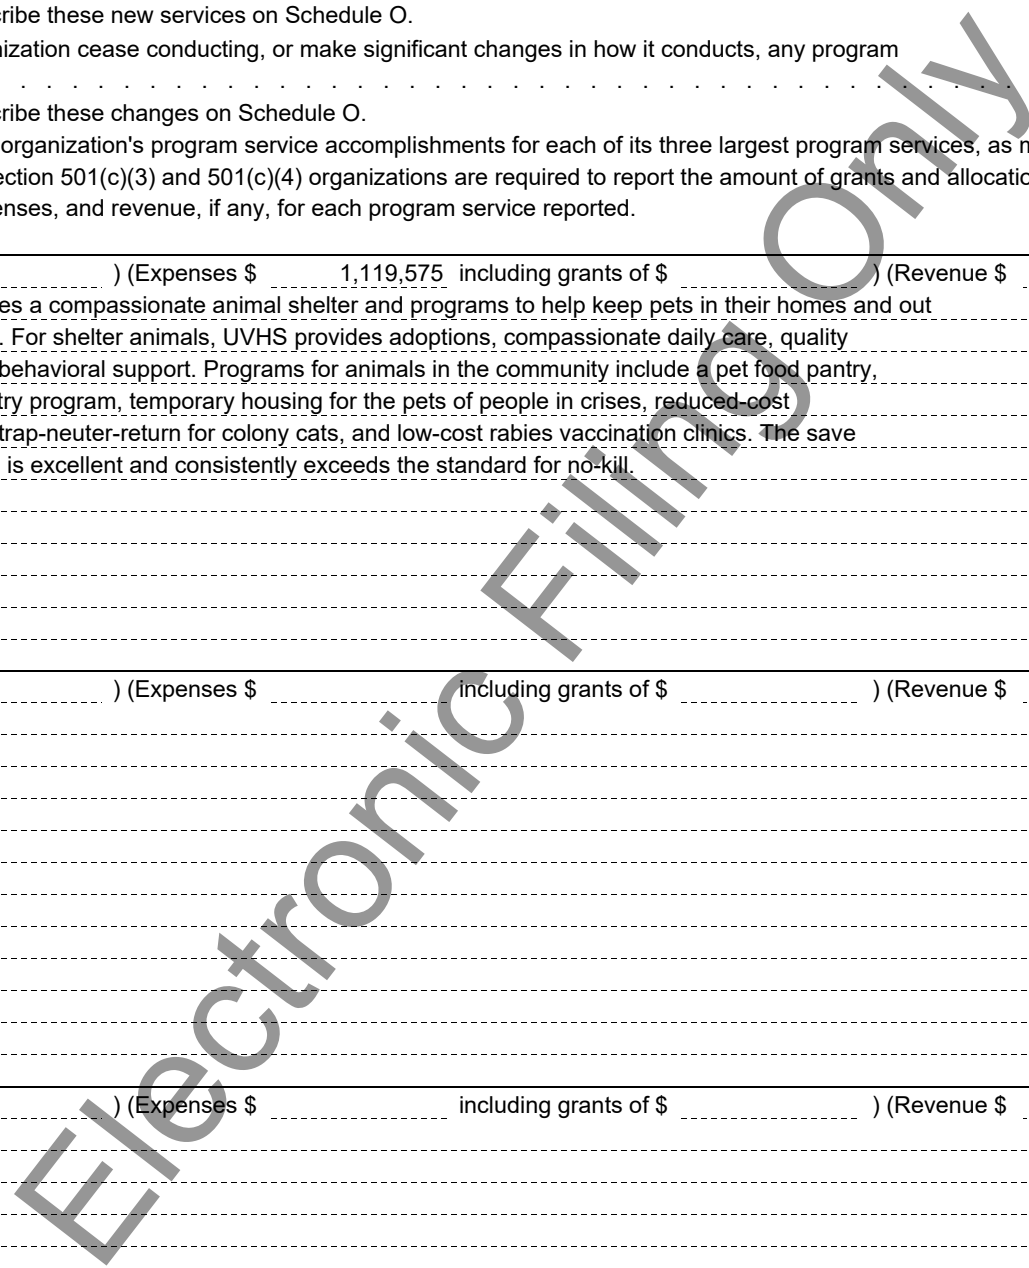 ribe these new services on Schedule O.
nization cease conducting, or make significant changes in how it conducts, any program
. . . . . . . . . . . . . . . . . . . . . . . . . . . . . . . . . . . . . . .
ribe these changes on Schedule O.
organization's program service accomplishments for each of its three largest program services, as m
ection 501(c)(3) and 501(c)(4) organizations are required to report the amount of grants and allocatio
enses, and revenue, if any, for each program service reported.
) (Expenses $ 1,119,575 including grants of $ ) (Revenue $
es a compassionate animal shelter and programs to help keep pets in their homes and out
. For shelter animals, UVHS provides adoptions, compassionate daily care, quality
behavioral support. Programs for animals in the community include a pet food pantry,
try program, temporary housing for the pets of people in crises, reduced-cost
trap-neuter-return for colony cats, and low-cost rabies vaccination clinics. The save
is excellent and consistently exceeds the standard for no-kill.
) (Expenses $ including grants of $ ) (Revenue $
) (Expenses $ including grants of $ ) (Revenue $
Electronic Filing Only